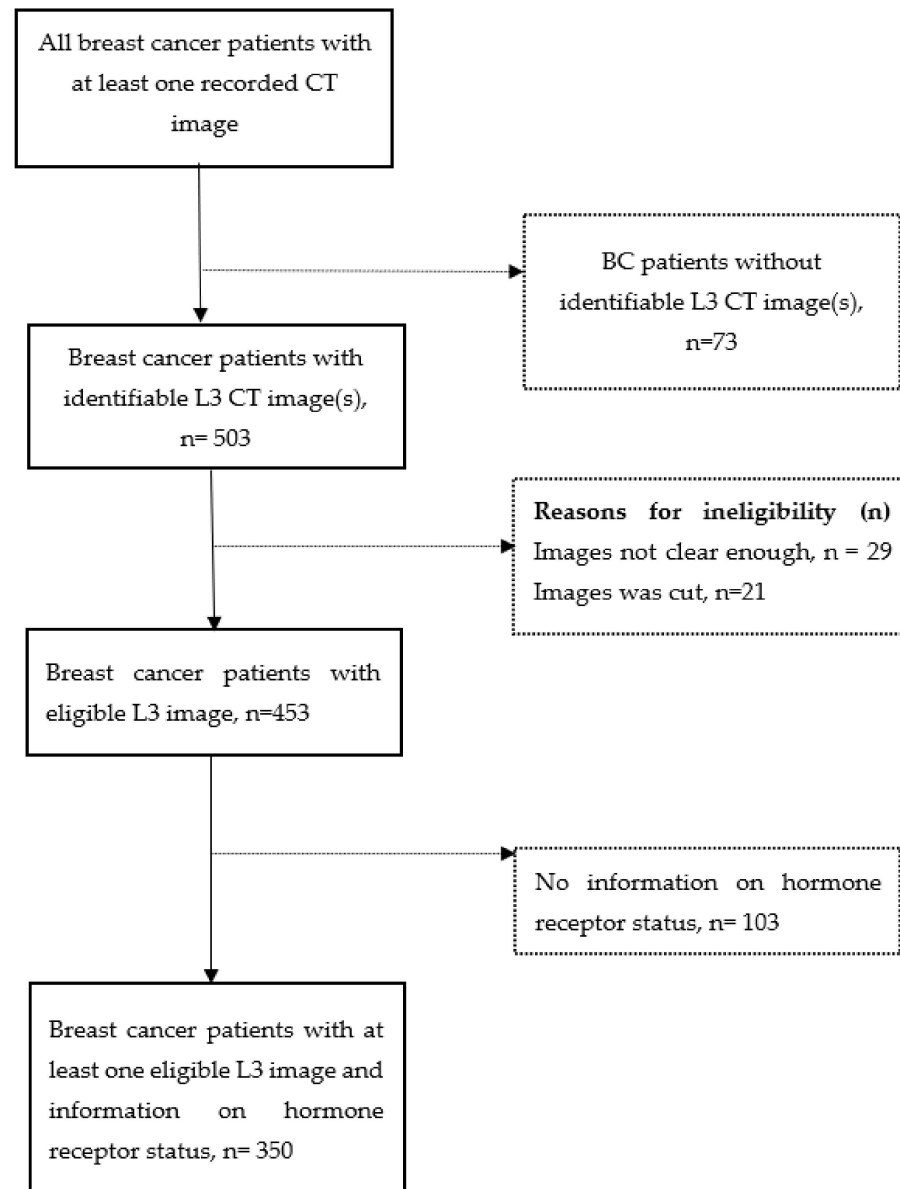 All breast cancer patients with
at least one recorded CT
image
BC patients without
identifiable L3 CT image(s),
n=73
Breast cancer patients with
identifiable L3 CT image(s),
n= 503
Reasons for ineligibility (n)
Images not clear enough, n = 29
Images was cut, n=21
Breast cancer patients with
eligible L3 image, n=453
No information on hormone
receptor status, n= 103
Breast cancer patients with at
least one eligible L3 image and
information on hormone
receptor status, n= 350